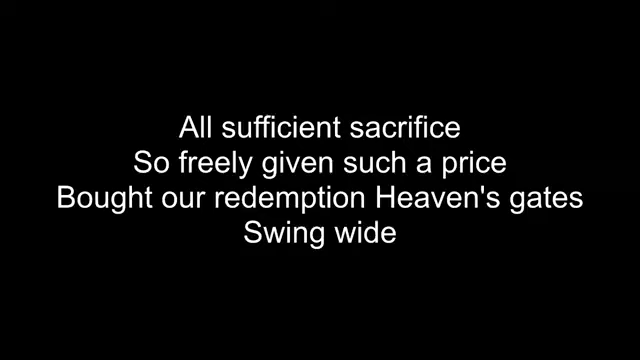 All sufficient sacrifice
So freely given such a price
Bought our redemption Heaven's gates
Swing wide